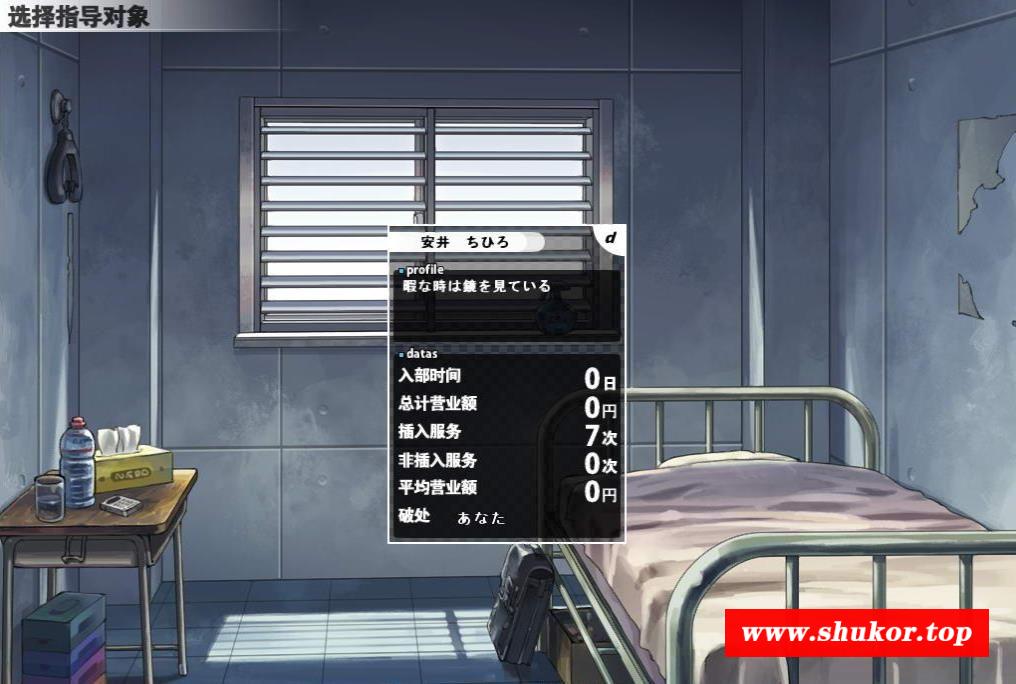 选择指导对象
安井　ちひろ
d
profile
暇な時は鏡を見ている
datas
入部时间 0日
总计营业额 0円
插入服务 7次
非插入服务 0次
平均营业额 0円
破处 あなた
www.shukor.top